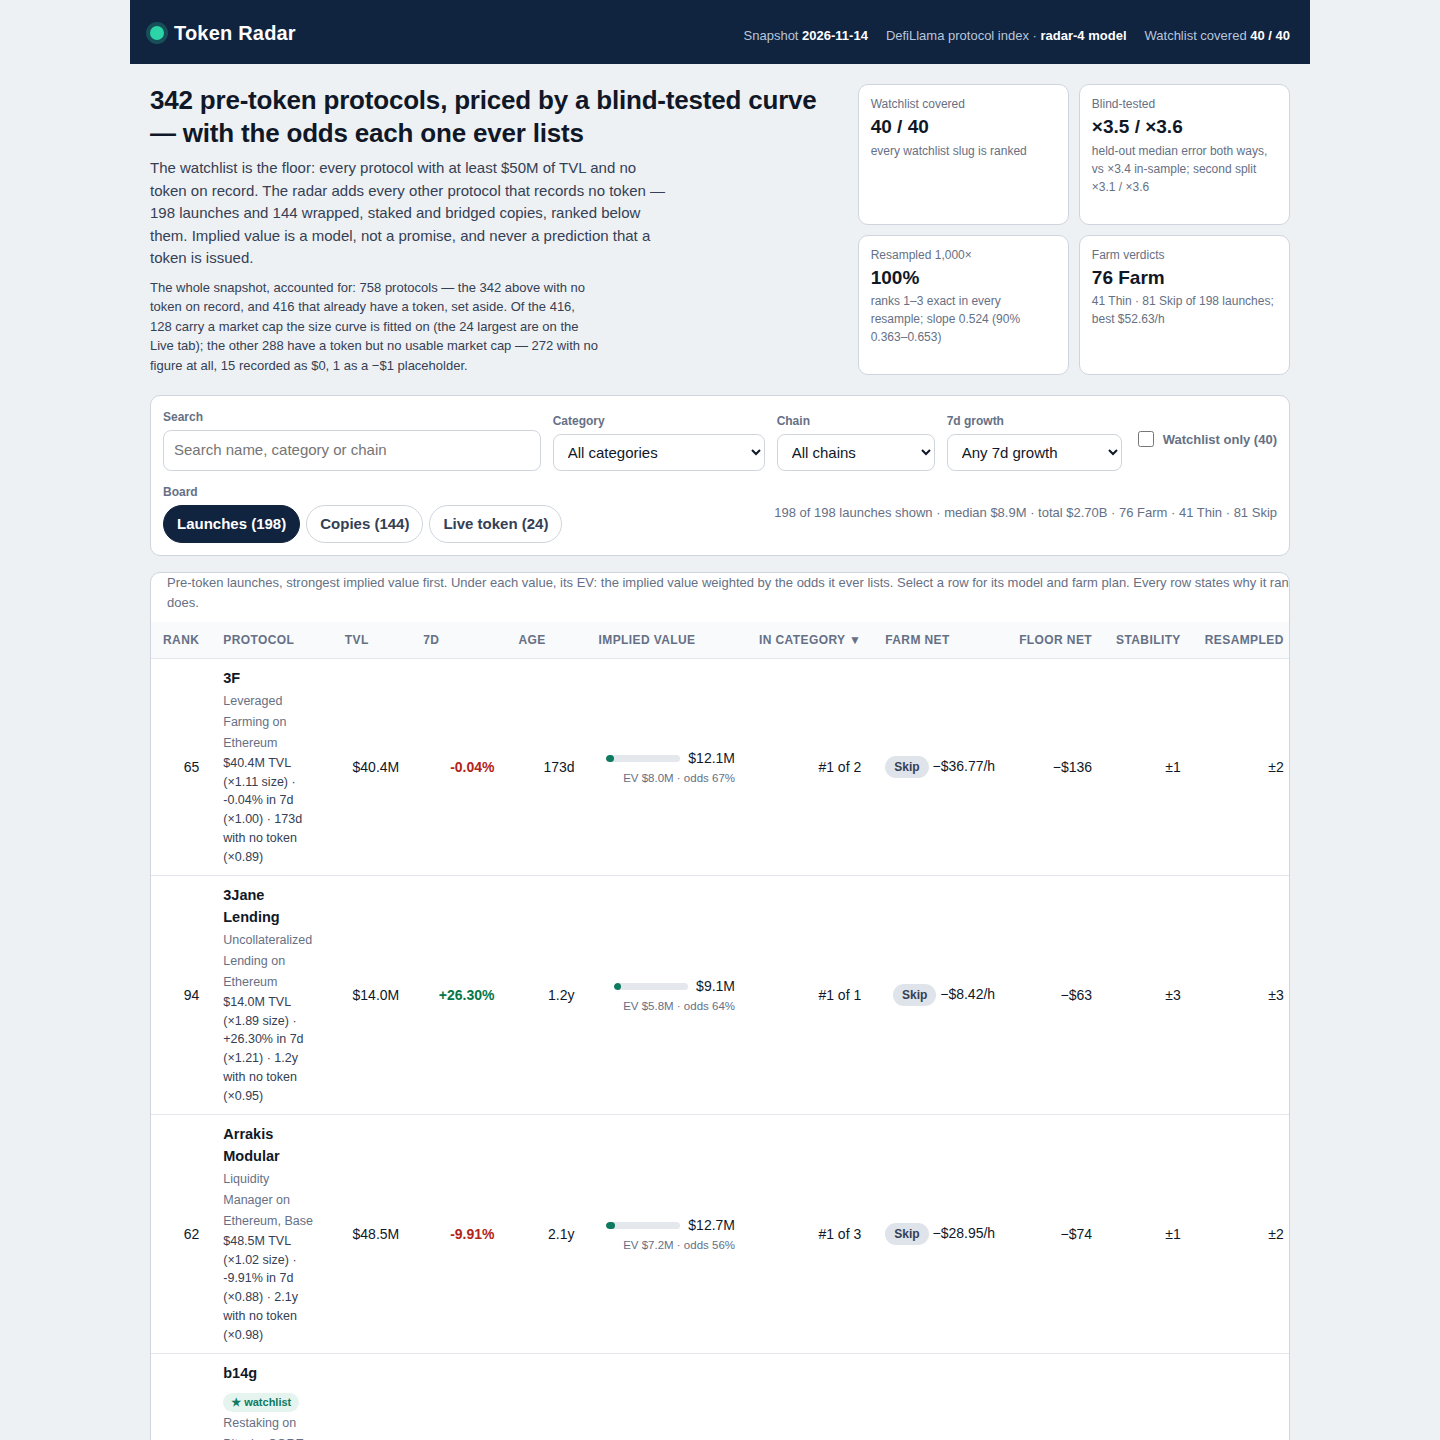 Token Radar
Snapshot 2026-11-14 DefiLlama protocol index · radar-4 model Watchlist covered 40 / 40
342 pre-token protocols, priced by a blind-tested curve
— with the odds each one ever lists
The watchlist is the floor: every protocol with at least $50M of TVL and no
token on record. The radar adds every other protocol that records no token —
198 launches and 144 wrapped, staked and bridged copies, ranked below
them. Implied value is a model, not a promise, and never a prediction that a
token is issued.
The whole snapshot, accounted for: 758 protocols — the 342 above with no
token on record, and 416 that already have a token, set aside. Of the 416,
128 carry a market cap the size curve is fitted on (the 24 largest are on the
Live tab); the other 288 have a token but no usable market cap — 272 with no
figure at all, 15 recorded as $0, 1 as a −$1 placeholder.
Watchlist covered
40 / 40
every watchlist slug is ranked
Blind-tested
×3.5 / ×3.6
held-out median error both ways,
vs ×3.4 in-sample; second split
×3.1 / ×3.6
Resampled 1,000×
100%
ranks 1–3 exact in every
resample; slope 0.524 (90%
0.363–0.653)
Farm verdicts
76 Farm
41 Thin · 81 Skip of 198 launches;
best $52.63/h
Search
Search name, category or chain
Category
All categories
Chain
All chains
7d growth
Any 7d growth
Watchlist only (40)
Board
Launches (198) Copies (144) Live token (24)
198 of 198 launches shown · median $8.9M · total $2.70B · 76 Farm · 41 Thin · 81 Skip
Pre-token launches, strongest implied value first. Under each value, its EV: the implied value weighted by the odds it ever lists. Select a row for its model and farm plan. Every row states why it ran
does.
RANK PROTOCOL TVL 7D AGE IMPLIED VALUE IN CATEGORY ▼ FARM NET FLOOR NET STABILITY RESAMPLED
3F
Leveraged
Farming on
Ethereum
$40.4M TVL
(×1.11 size) ·
-0.04% in 7d
(×1.00) · 173d
with no token
(×0.89)
65 $40.4M -0.04% 173d $12.1M #1 of 2 Skip −$36.77/h −$136 ±1 ±2
EV $8.0M · odds 67%
3Jane
Lending
Uncollateralized
Lending on
Ethereum
$14.0M TVL
(×1.89 size) ·
+26.30% in 7d
(×1.21) · 1.2y
with no token
(×0.95)
94 $14.0M +26.30% 1.2y $9.1M #1 of 1 Skip −$8.42/h −$63 ±3 ±3
EV $5.8M · odds 64%
Arrakis
Modular
Liquidity
Manager on
Ethereum, Base
$48.5M TVL
(×1.02 size) ·
-9.91% in 7d
(×0.88) · 2.1y
with no token
(×0.98)
62 $48.5M -9.91% 2.1y $12.7M #1 of 3 Skip −$28.95/h −$74 ±1 ±2
EV $7.2M · odds 56%
b14g
★ watchlist
Restaking on